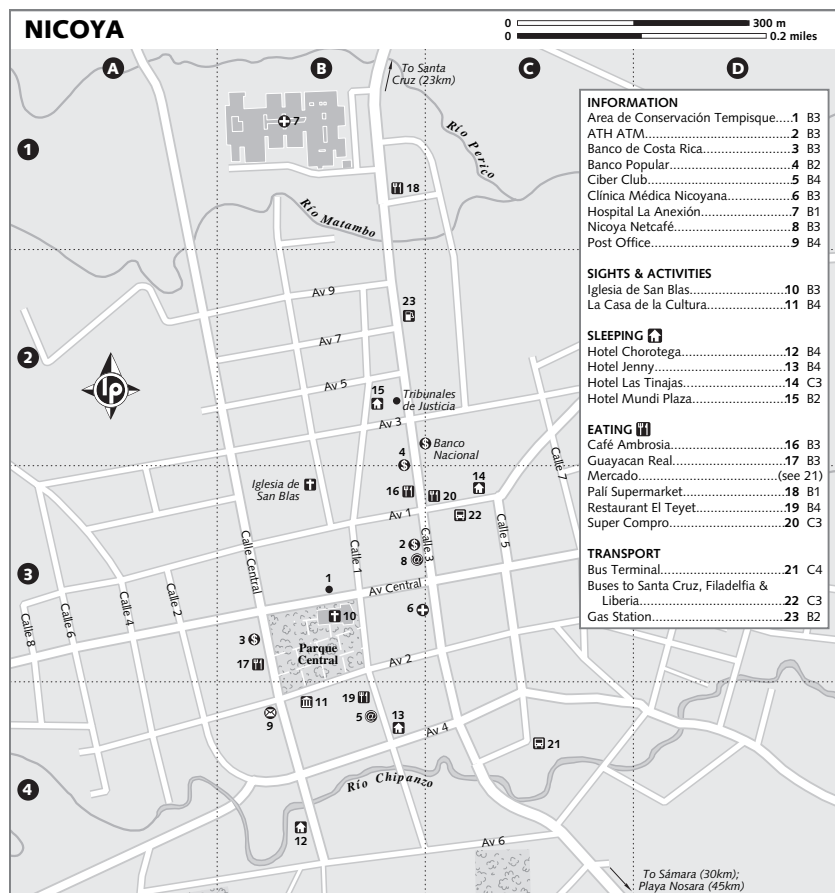 NICOYA
0 300 m
0 0.2 miles
A B C D
To Santa
Cruz (23km)
1
7
Río Perico
18
Río Matambo
Av 9
23
Av 7
2
lp
Av 5
15
Tribunales
de Justicia
Av 3
Banco
Nacional
4
Calle 7
Iglesia de
San Blas
14
16
20
Av 1
22
Calle Central
Calle 1
2
Calle 3
Calle 5
8
3
1
Av Central
Calle 8
Calle 6
Calle 4
Calle 2
10
6
3
Parque
Central
17
Av 2
19
11
9
5
13
Av 4
21
Río Chipanzo
4
12
Av 6
To Sámara (30km);
Playa Nosara (45km)
INFORMATION
Area de Conservación Tempisque.....1 B3
ATH ATM..........2 B3
Banco de Costa Rica..........3 B3
Banco Popular..........4 B2
Ciber Club..........5 B4
Clínica Médica Nicoyana..........6 B3
Hospital La Anexión..........7 B1
Nicoya Netcafé..........8 B3
Post Office..........9 B4
SIGHTS & ACTIVITIES
Iglesia de San Blas..........10 B3
La Casa de la Cultura..........11 B4
SLEEPING
Hotel Chorotega..........12 B4
Hotel Jenny..........13 B4
Hotel Las Tinajas..........14 C3
Hotel Mundi Plaza..........15 B2
EATING
Café Ambrosia..........16 B3
Guayacan Real..........17 B3
Mercado..........(see 21)
Palí Supermarket..........18 B1
Restaurant El Teyet..........19 B4
Super Compro..........20 C3
TRANSPORT
Bus Terminal..........21 C4
Buses to Santa Cruz, Filadelfia &
Liberia..........22 C3
Gas Station..........23 B2